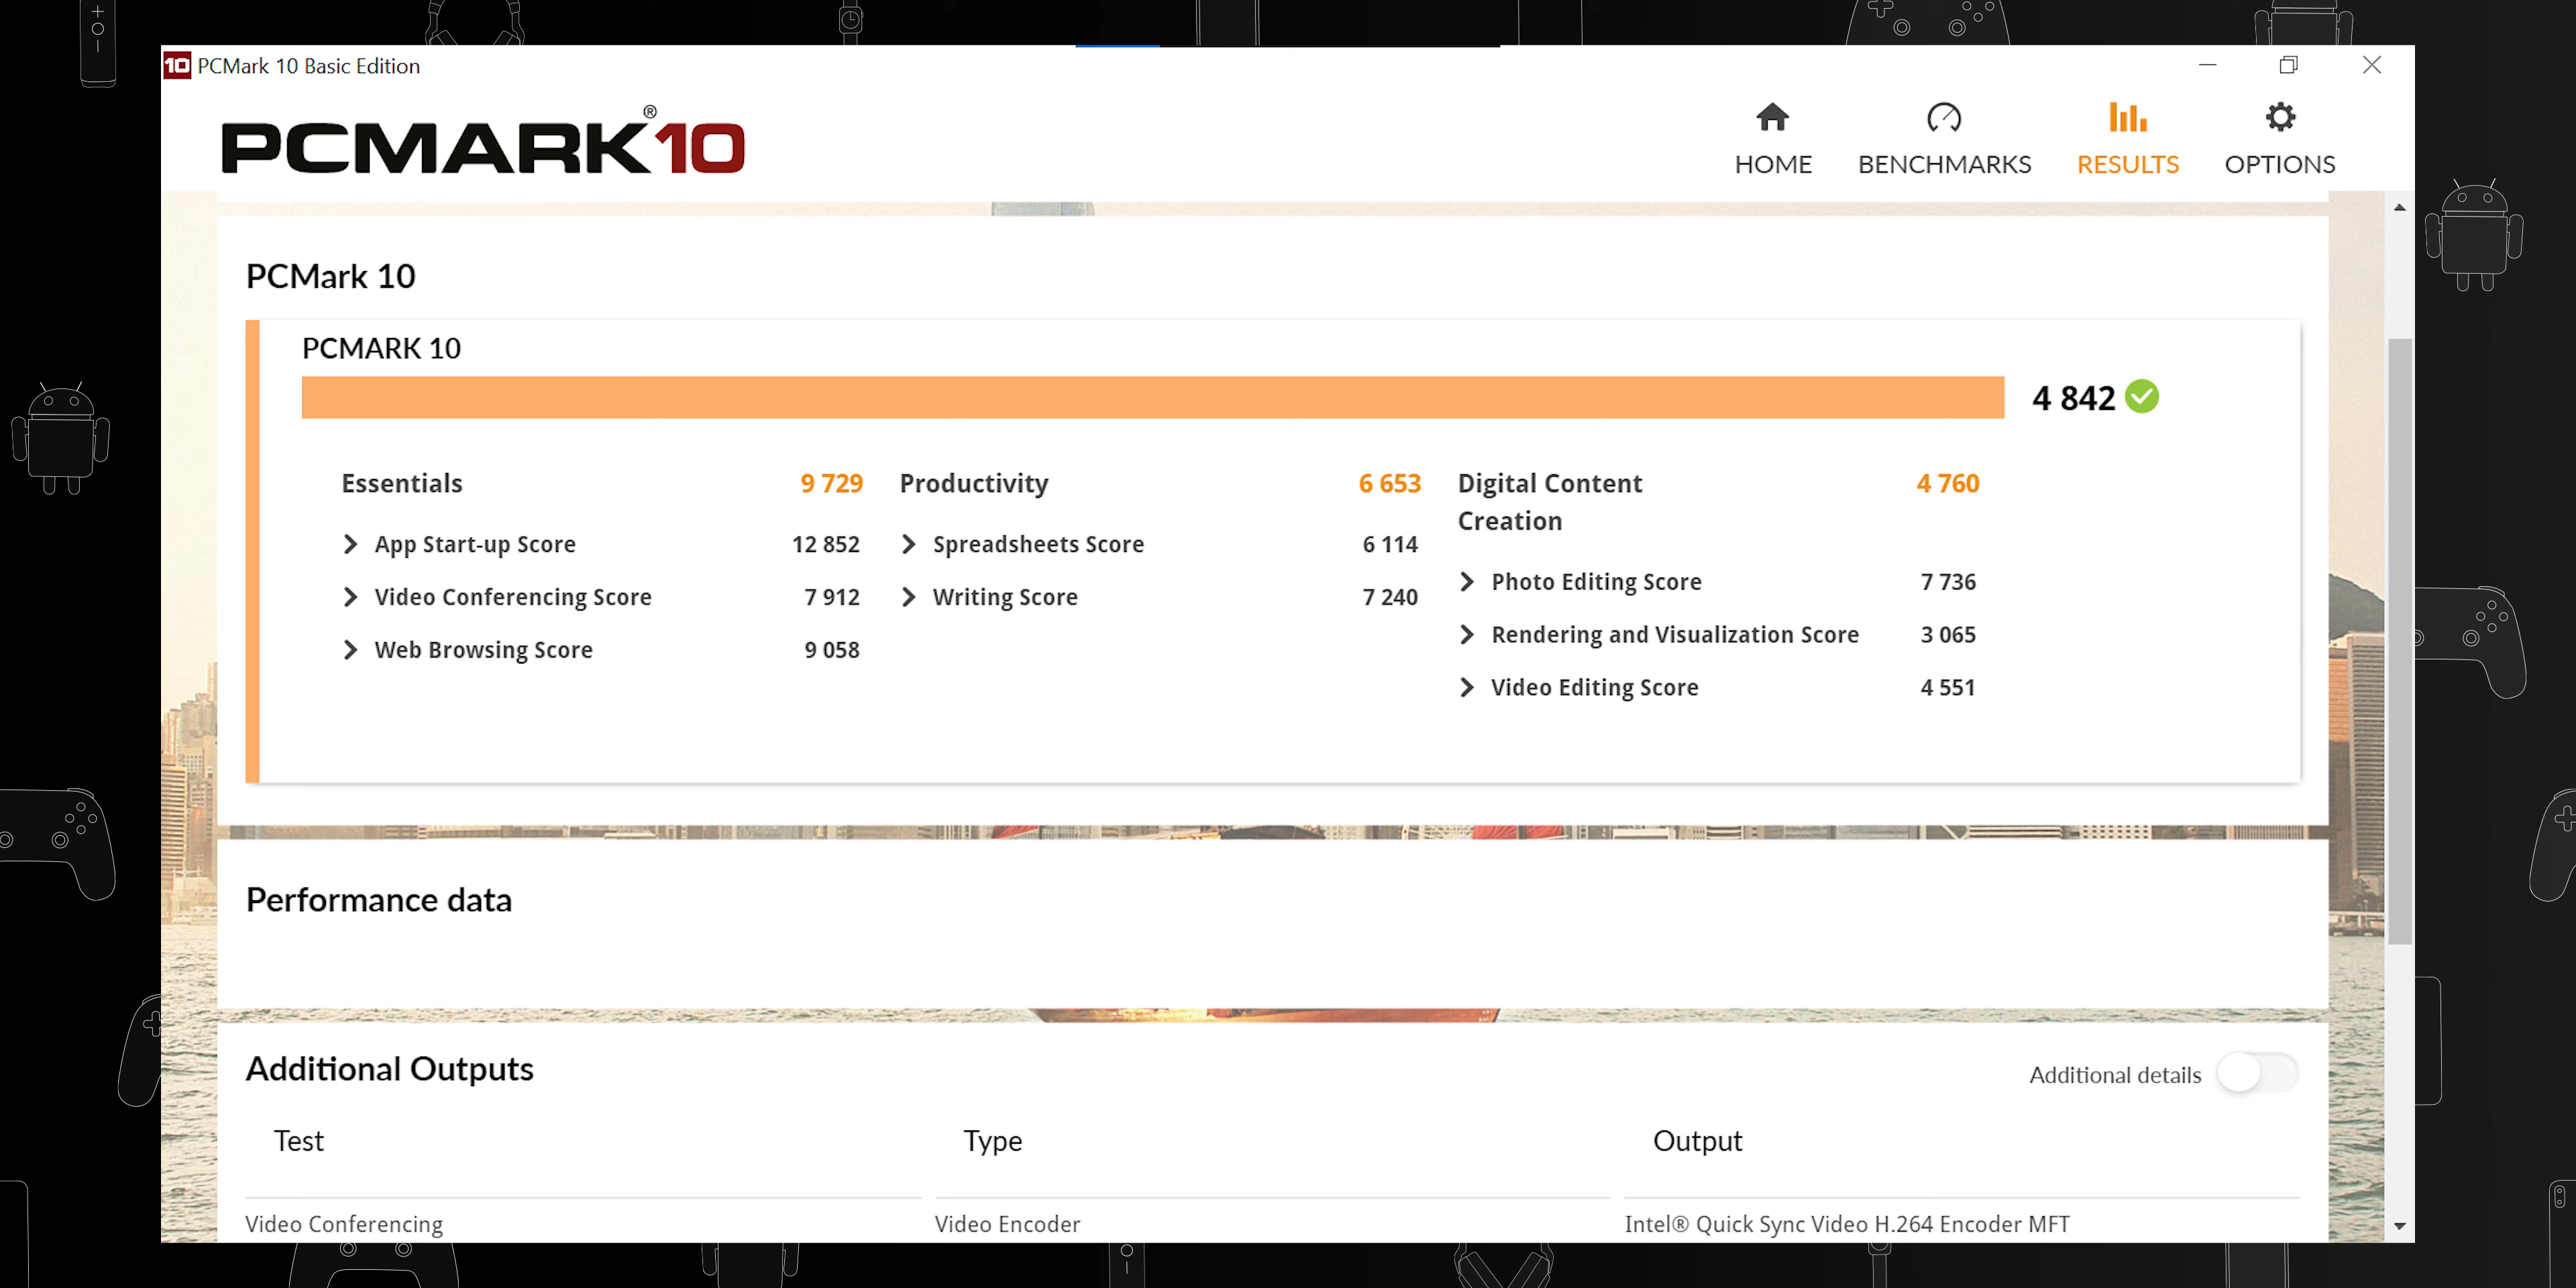 10 PCMark 10 Basic Edition
PCMARK®10
HOME
BENCHMARKS
RESULTS
OPTIONS
PCMark 10
PCMARK 10
4 842
Essentials 9 729
App Start-up Score 12 852
Video Conferencing Score 7 912
Web Browsing Score 9 058
Productivity 6 653
Spreadsheets Score 6 114
Writing Score 7 240
Digital Content 4 760
Creation
Photo Editing Score 7 736
Rendering and Visualization Score 3 065
Video Editing Score 4 551
Performance data
Additional Outputs
Additional details
Test Type Output
Video Conferencing Video Encoder Intel® Quick Sync Video H.264 Encoder MFT